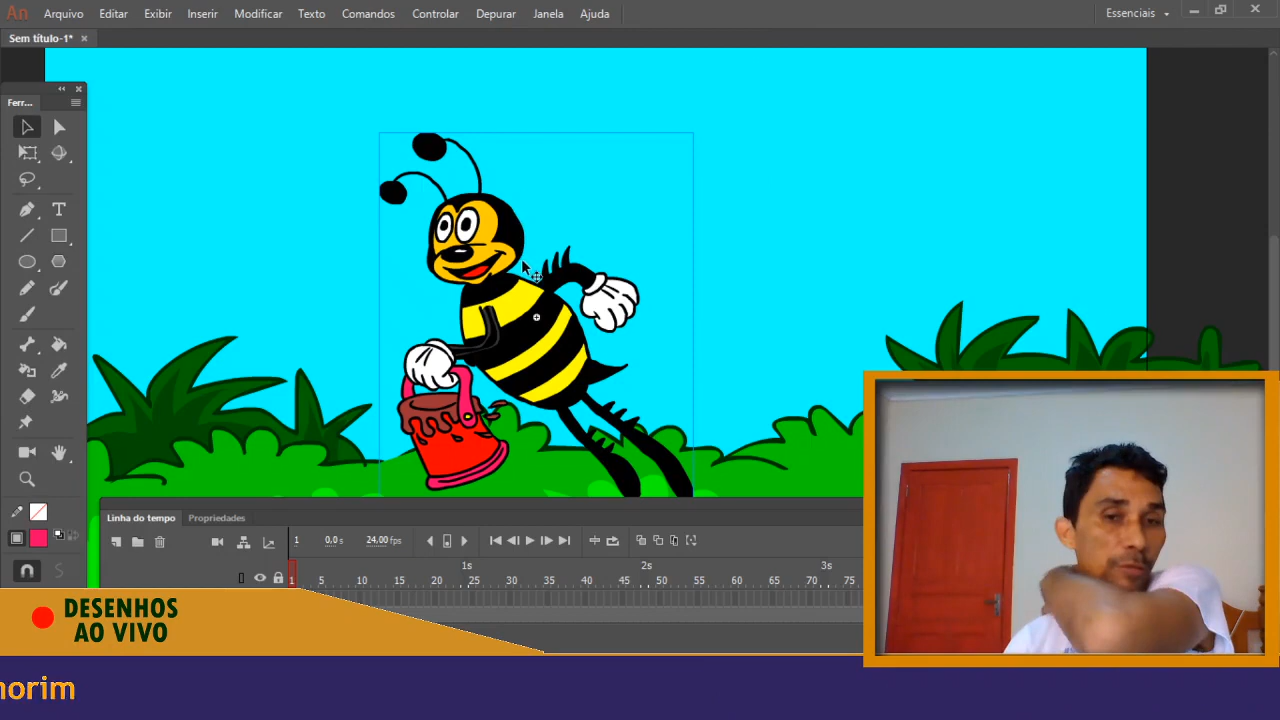 An Arquivo Editar Exibir Inserir Modificar Texto Comandos Controlar Depurar Janela Ajuda Essenciais
Sem título-1* ×
Ferr...
T
Linha do tempo Propriedades
1 0,0 s 24,00 fps
1s 2s 3s
1 5 10 15 20 25 30 35 40 45 50 55 60 65 70 75
DESENHOS
AO VIVO
norim